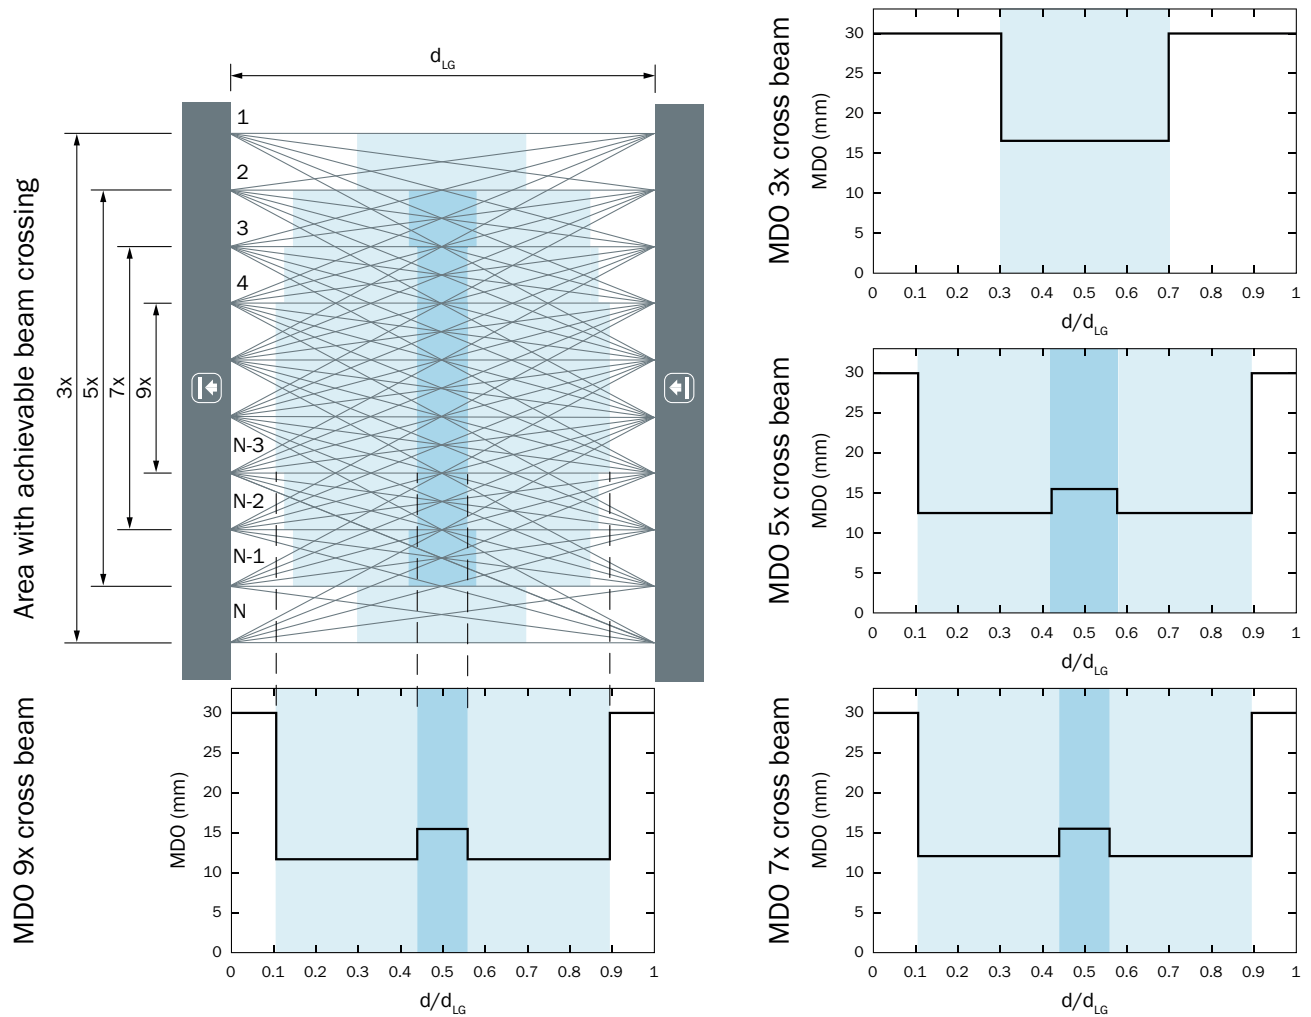 d_LG
Area with achievable beam crossing
3x
5x
7x
9x
1
2
3
4
N-3
N-2
N-1
N
MDO 3x cross beam
MDO (mm)
30
25
20
15
10
5
0
0 0.1 0.2 0.3 0.4 0.5 0.6 0.7 0.8 0.9 1
d/d_LG
MDO 5x cross beam
MDO (mm)
30
25
20
15
10
5
0
0 0.1 0.2 0.3 0.4 0.5 0.6 0.7 0.8 0.9 1
d/d_LG
MDO 9x cross beam
MDO (mm)
30
25
20
15
10
5
0
0 0.1 0.2 0.3 0.4 0.5 0.6 0.7 0.8 0.9 1
d/d_LG
MDO 7x cross beam
MDO (mm)
30
25
20
15
10
5
0
0 0.1 0.2 0.3 0.4 0.5 0.6 0.7 0.8 0.9 1
d/d_LG